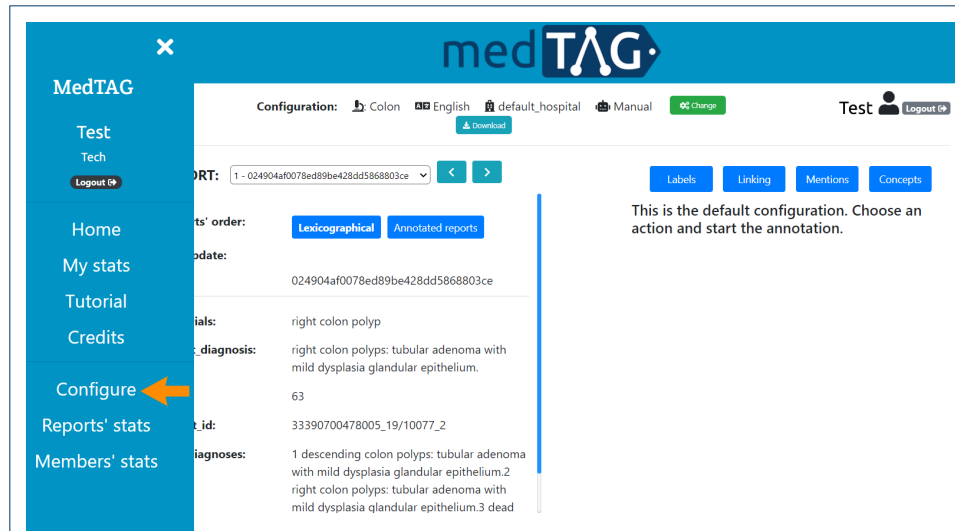 medTAG
MedTAG
Test
Tech
Logout
Home
My stats
Tutorial
Credits
Configure
Reports' stats
Members' stats
Configuration: : Colon English default_hospital Manual Change
Download
Test Logout
ORT: 1 - 024904af0078ed89be428dd5868803ce
ts' order: Lexicographical Annotated reports
pdate:
024904af0078ed89be428dd5868803ce
ials: right colon polyp
t_diagnosis: right colon polyps: tubular adenoma with
mild dysplasia glandular epithelium.
63
t_id: 33390700478005_19/10077_2
iagnoses: 1 descending colon polyps: tubular adenoma
with mild dysplasia glandular epithelium.2
right colon polyps: tubular adenoma with
mild dysplasia glandular epithelium.3 dead
Labels Linking Mentions Concepts
This is the default configuration. Choose an
action and start the annotation.